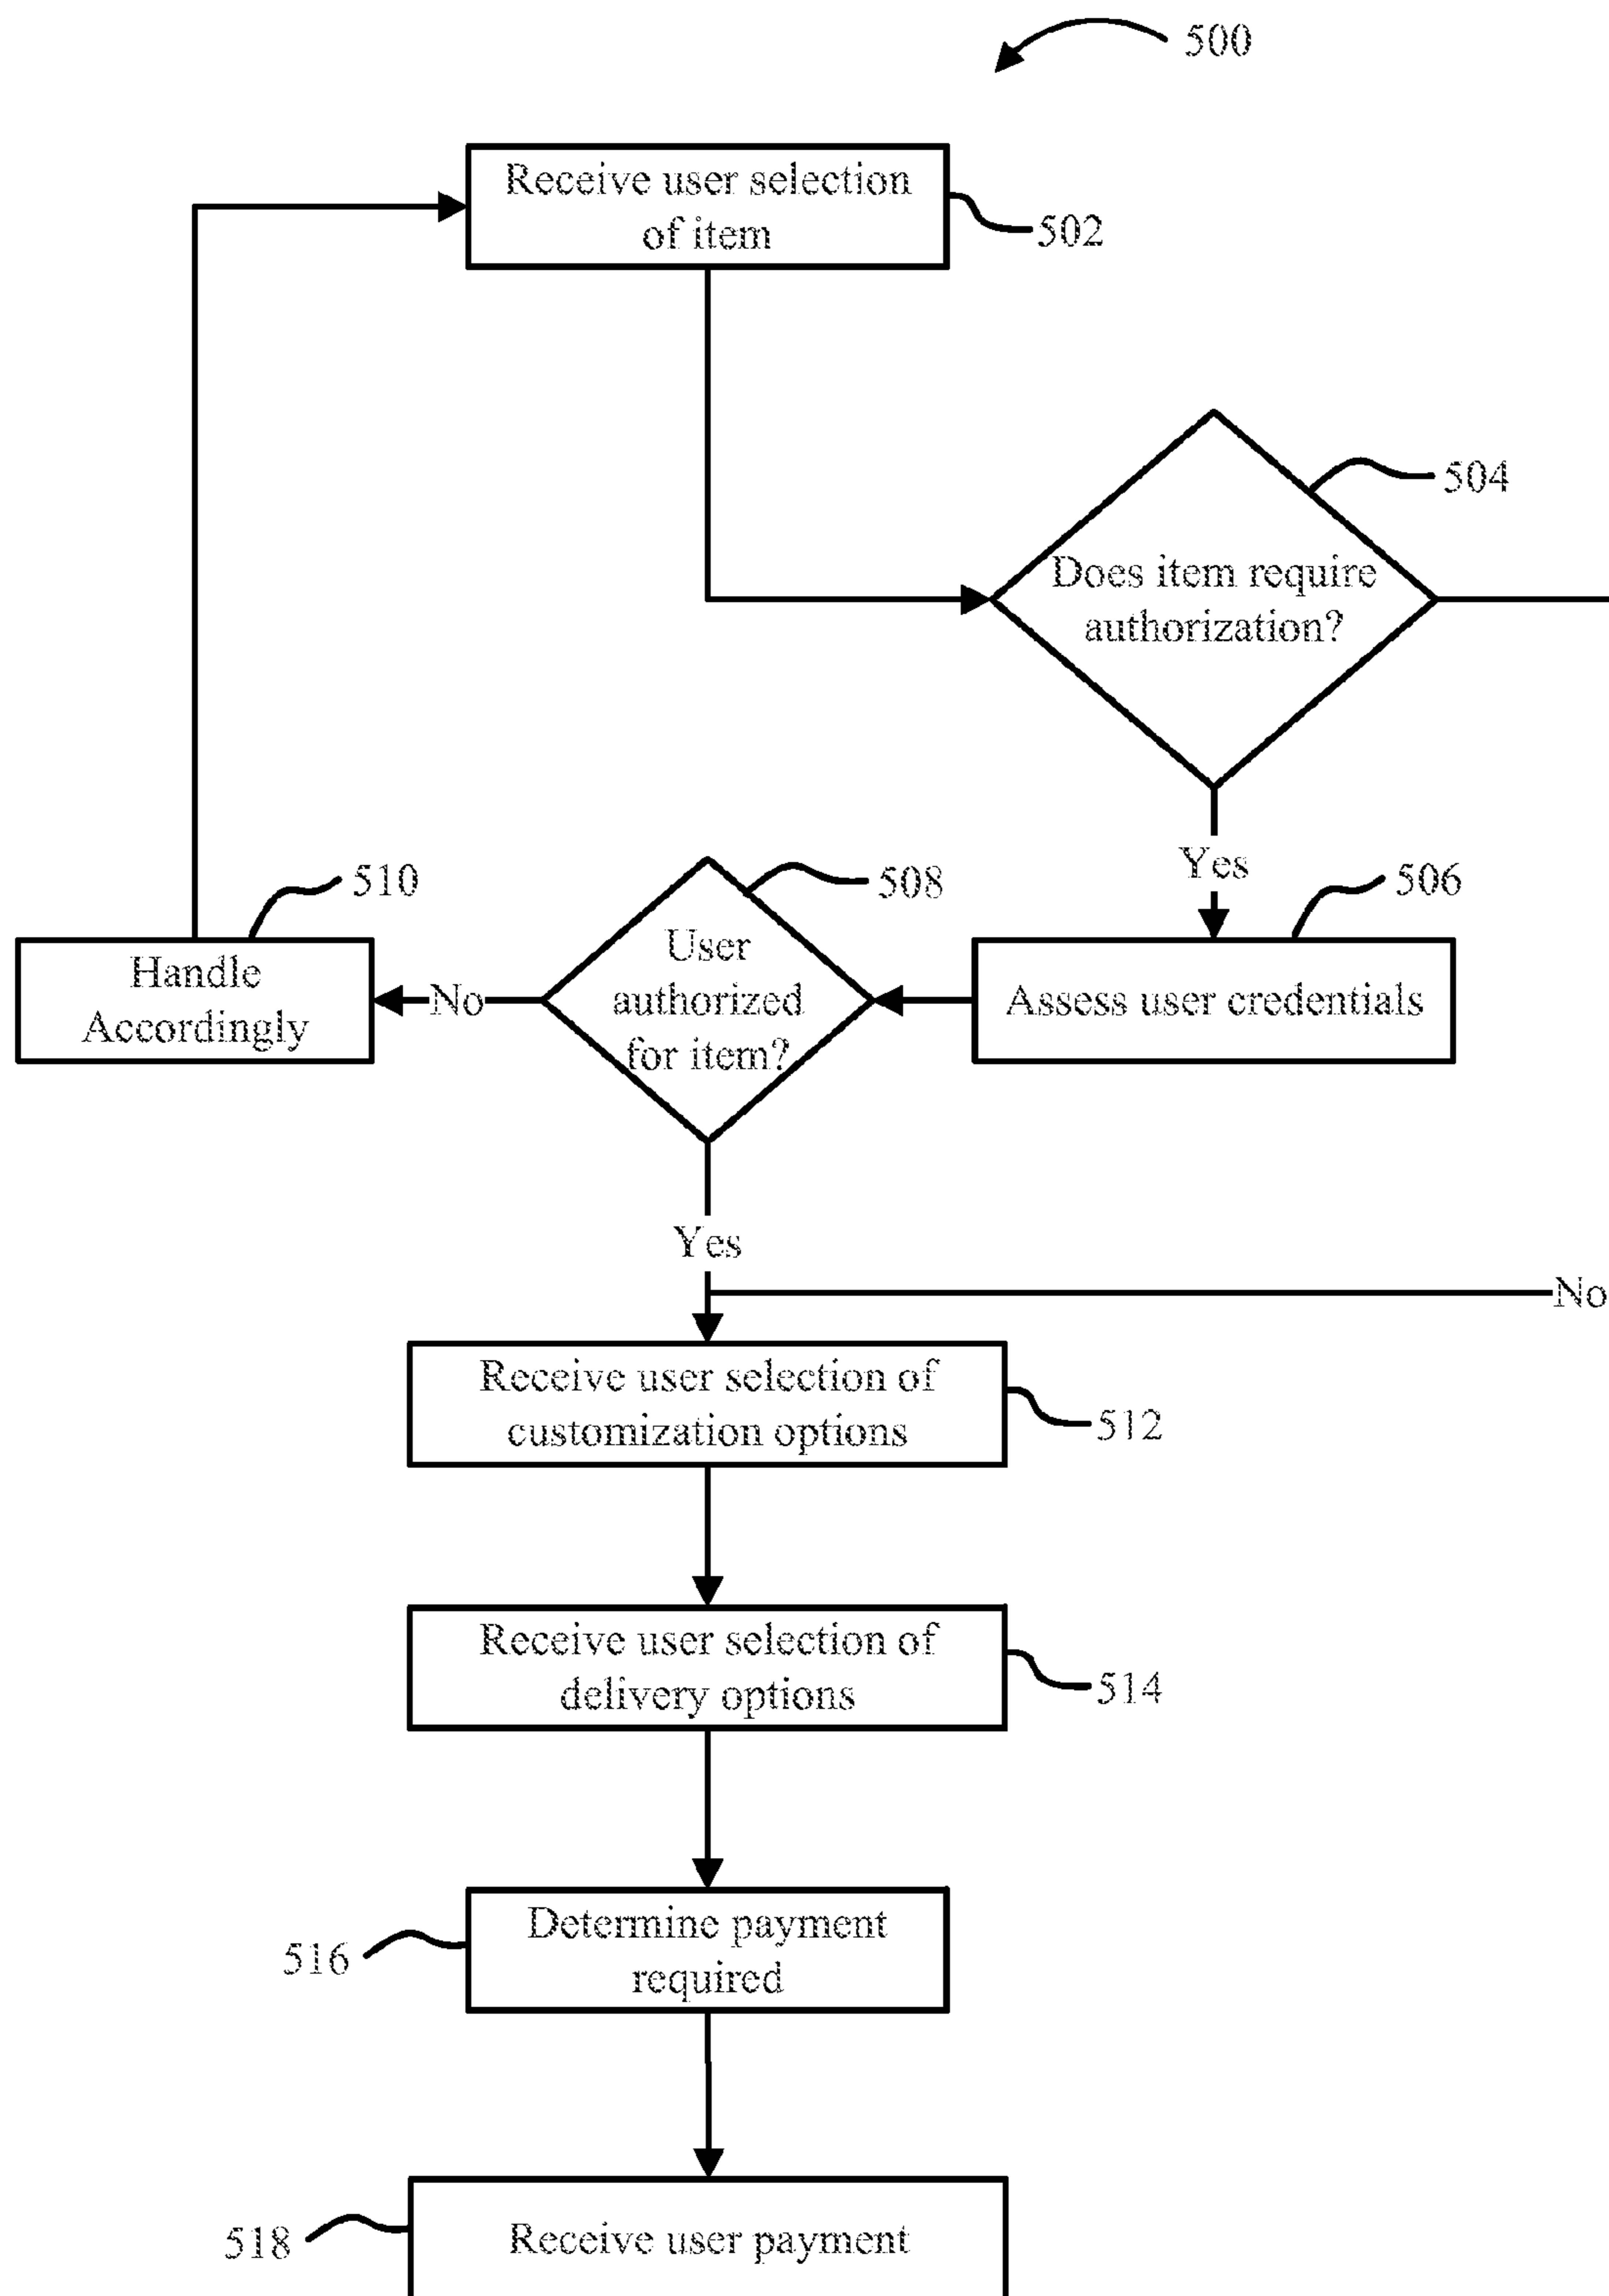 500
Receive user selection
of item
502
504
Does item require
authorization?
Yes
506
510
508
Handle
Accordingly
No
User
authorized
for item?
Assess user credentials
Yes
No
Receive user selection of
customization options
512
Receive user selection of
delivery options
514
Determine payment
required
516
Receive user payment
518